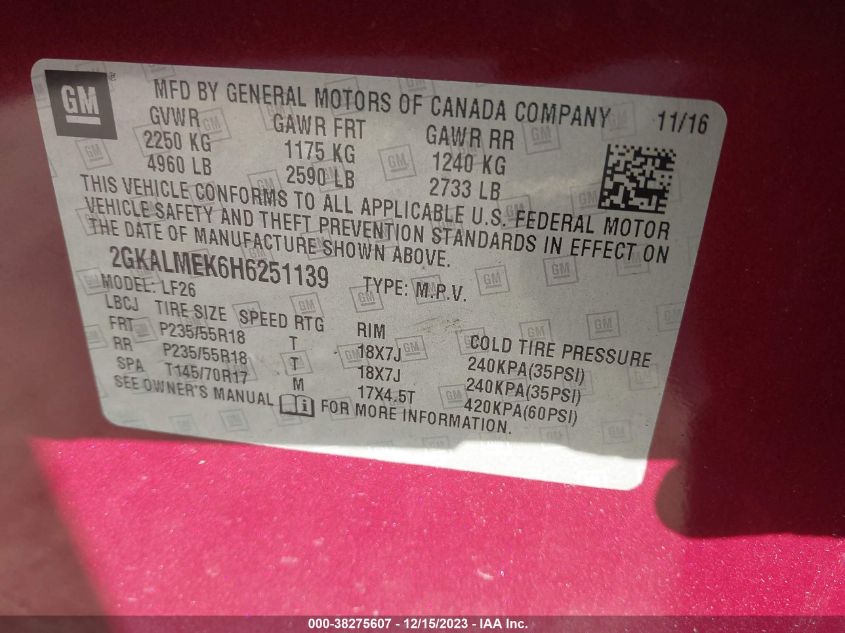 GM ® MFD BY GENERAL MOTORS OF CANADA COMPANY 11/16
GVWR GAWR FRT GAWR RR
2250 KG 1175 KG 1240 KG
4960 LB 2590 LB 2733 LB
THIS VEHICLE CONFORMS TO ALL APPLICABLE U.S. FEDERAL MOTOR
VEHICLE SAFETY AND THEFT PREVENTION STANDARDS IN EFFECT ON
THE DATE OF MANUFACTURE SHOWN ABOVE.
2GKALMEK6H6251139 TYPE: M.P.V.
MODEL: LF26
LBCJ TIRE SIZE SPEED RTG RIM COLD TIRE PRESSURE
FRT P235/55R18 T 18X7J 240KPA(35PSI)
RR P235/55R18 T 18X7J 240KPA(35PSI)
SPA T145/70R17 M 17X4.5T 420KPA(60PSI)
SEE OWNER'S MANUAL i FOR MORE INFORMATION.
000-38275607 - 12/15/2023 - IAA Inc.